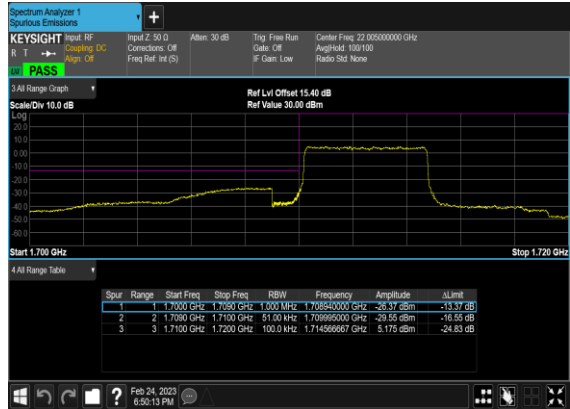 Spectrum Analyzer 1
Spurious Emissions
+
KEYSIGHT Input: RF Input Z: 50 Ω Atten: 30 dB Trig: Free Run Center Freq: 22.005000000 GHz
R T Coupling: DC Corrections: Off Gate: Off Avg|Hold: 100/100
Align: Off Freq Ref: Int (S) IF Gain: Low Radio Std: None
PASS
3 All Range Graph
Ref Lvl Offset 15.40 dB
Scale/Div 10.0 dB Ref Value 30.00 dBm
Log
20.0
10.0
0.00
-10.0
-20.0
-30.0
-40.0
-50.0
-60.0
Start 1.700 GHz Stop 1.720 GHz
4 All Range Table
Spur Range Start Freq Stop Freq RBW Frequency Amplitude ΔLimit
1 1 1.7000 GHz 1.7090 GHz 1.000 MHz 1.708940000 GHz -26.37 dBm -13.37 dB
2 2 1.7090 GHz 1.7100 GHz 51.00 kHz 1.709995000 GHz -29.55 dBm -16.55 dB
3 3 1.7100 GHz 1.7200 GHz 100.0 kHz 1.714566667 GHz 5.175 dBm -24.83 dB
? Feb 24, 2023
6:50:13 PM